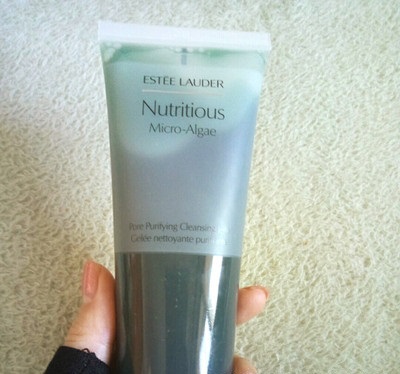 ESTĒE LAUDER
Nutritious
Micro-Algae
Pore Purifying Cleansing
Gelée nettoyante